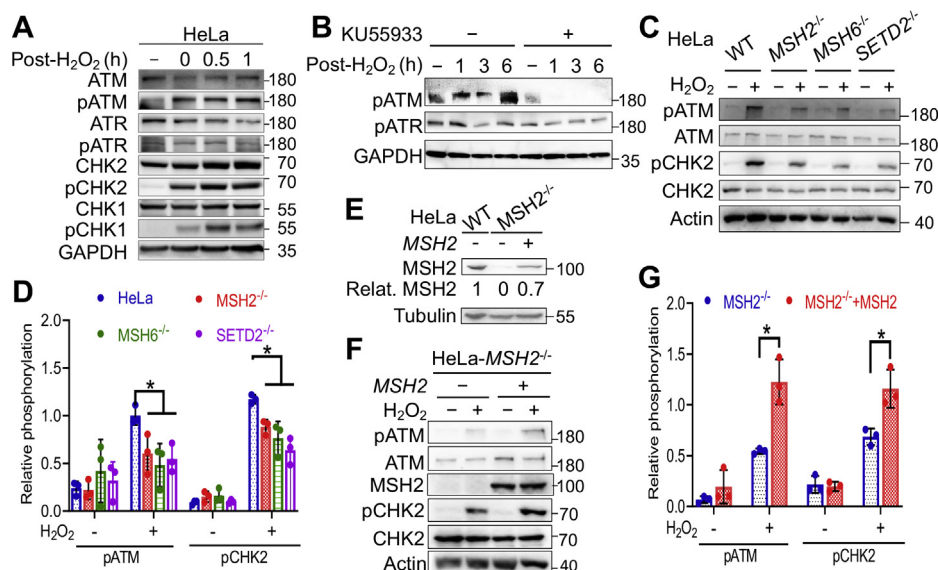 A
HeLa
Post-H₂O₂ (h) – 0 0.5 1
ATM 180
pATM 180
ATR 180
pATR 180
CHK2 70
pCHK2 70
CHK1 55
pCHK1 55
GAPDH 35
B
KU55933 – +
Post-H₂O₂ (h) - 1 3 6 - 1 3 6
pATM 180
pATR 180
GAPDH 35
C
HeLa WT MSH2⁻/⁻ MSH6⁻/⁻ SETD2⁻/⁻
H₂O₂ – + – + – + – +
pATM 180
ATM 180
pCHK2 70
CHK2 70
Actin 40
D
HeLa MSH2⁻/⁻
MSH6⁻/⁻ SETD2⁻/⁻
Relative phosphorylation
2.0
1.5
1.0
0.5
0.0
* *
H₂O₂ - + - +
pATM pCHK2
E
HeLa WT MSH2⁻/⁻
MSH2 - - +
MSH2 100
Relat. MSH2 1 0 0.7
Tubulin 55
F
HeLa-MSH2⁻/⁻
MSH2 – +
H₂O₂ – + – +
pATM 180
ATM 180
MSH2 100
pCHK2 70
CHK2 70
Actin 40
G
MSH2⁻/⁻ MSH2⁻/⁻+MSH2
Relative phosphorylation
2.0
1.5
1.0
0.5
0.0
* *
H₂O₂ - + - +
pATM pCHK2